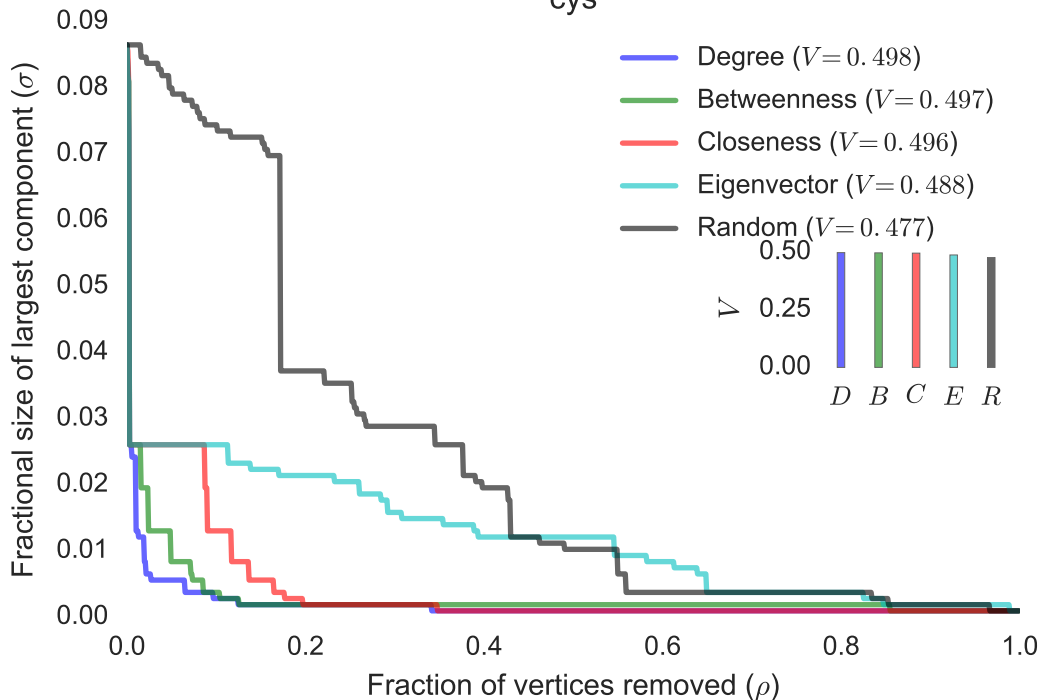 cys
0.09
0.08
0.07
0.06
0.05
0.04
0.03
0.02
0.01
0.00
Fractional size of largest component (σ)
0.0 0.2 0.4 0.6 0.8 1.0
Fraction of vertices removed (ρ)
Degree (V = 0.498)
Betweenness (V = 0.497)
Closeness (V = 0.496)
Eigenvector (V = 0.488)
Random (V = 0.477)
0.50
0.25
0.00
V
D B C E R